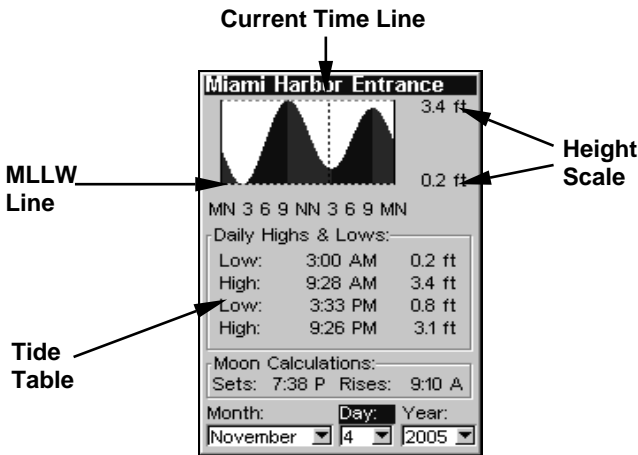 Current Time Line
Miami Harbor Entrance
3.4 ft
Height
Scale
MLLW
Line
0.2 ft
MN 3 6 9 NN 3 6 9 MN
Daily Highs & Lows:
Low: 3:00 AM 0.2 ft
High: 9:28 AM 3.4 ft
Low: 3:33 PM 0.8 ft
High: 9:26 PM 3.1 ft
Tide
Table
Moon Calculations:
Sets: 7:38 P Rises: 9:10 A
Month: Day: Year:
November 4 2005